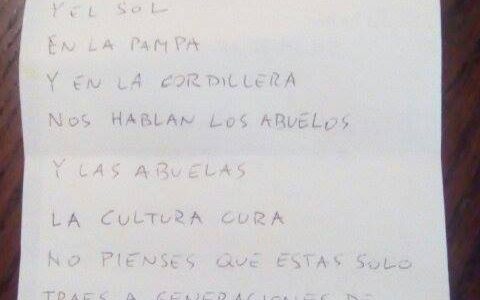 Y EL SOL
EN LA PAMPA
Y EN LA CORDILLERA
NOS HABLAN LOS ABUELOS
Y LAS ABUELAS
LA CULTURA CURA
NO PIENSES QUE ESTAS SOLO
TRAES A GENERACIONES DE